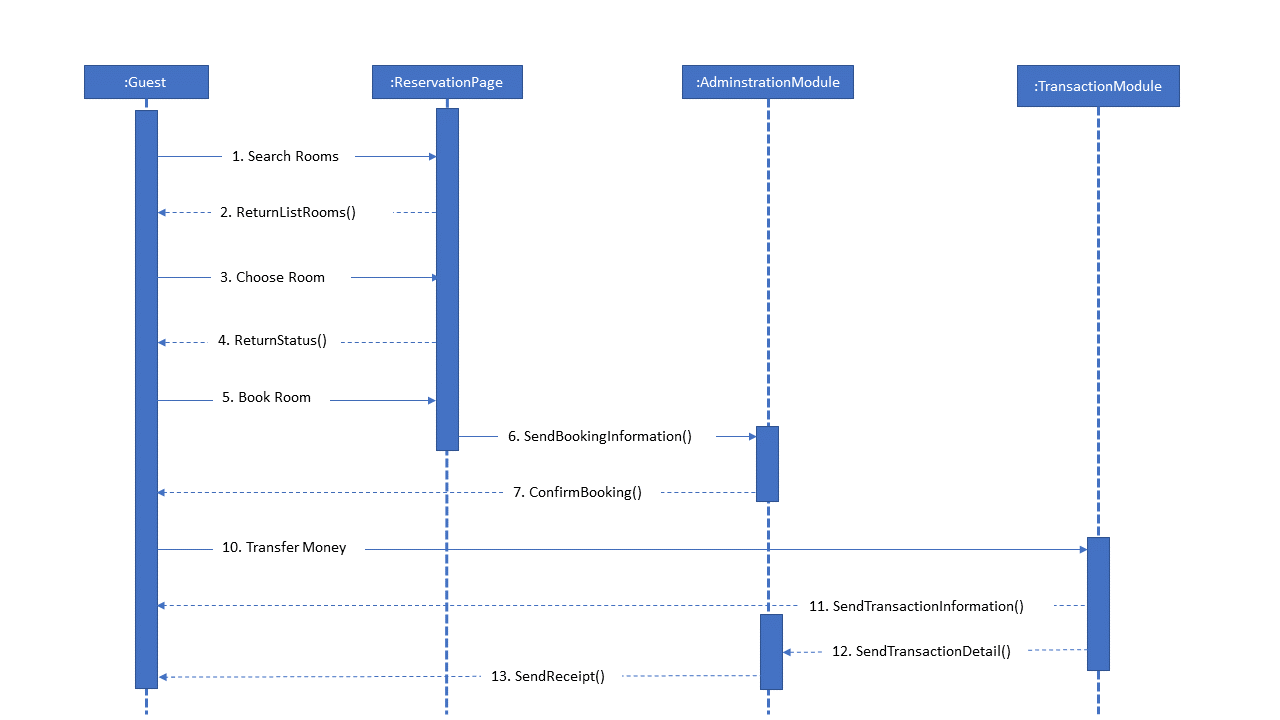 :Guest
:ReservationPage
:AdminstrationModule
:TransactionModule
1. Search Rooms
2. ReturnListRooms()
3. Choose Room
4. ReturnStatus()
5. Book Room
6. SendBookingInformation()
7. ConfirmBooking()
10. Transfer Money
11. SendTransactionInformation()
12. SendTransactionDetail()
13. SendReceipt()